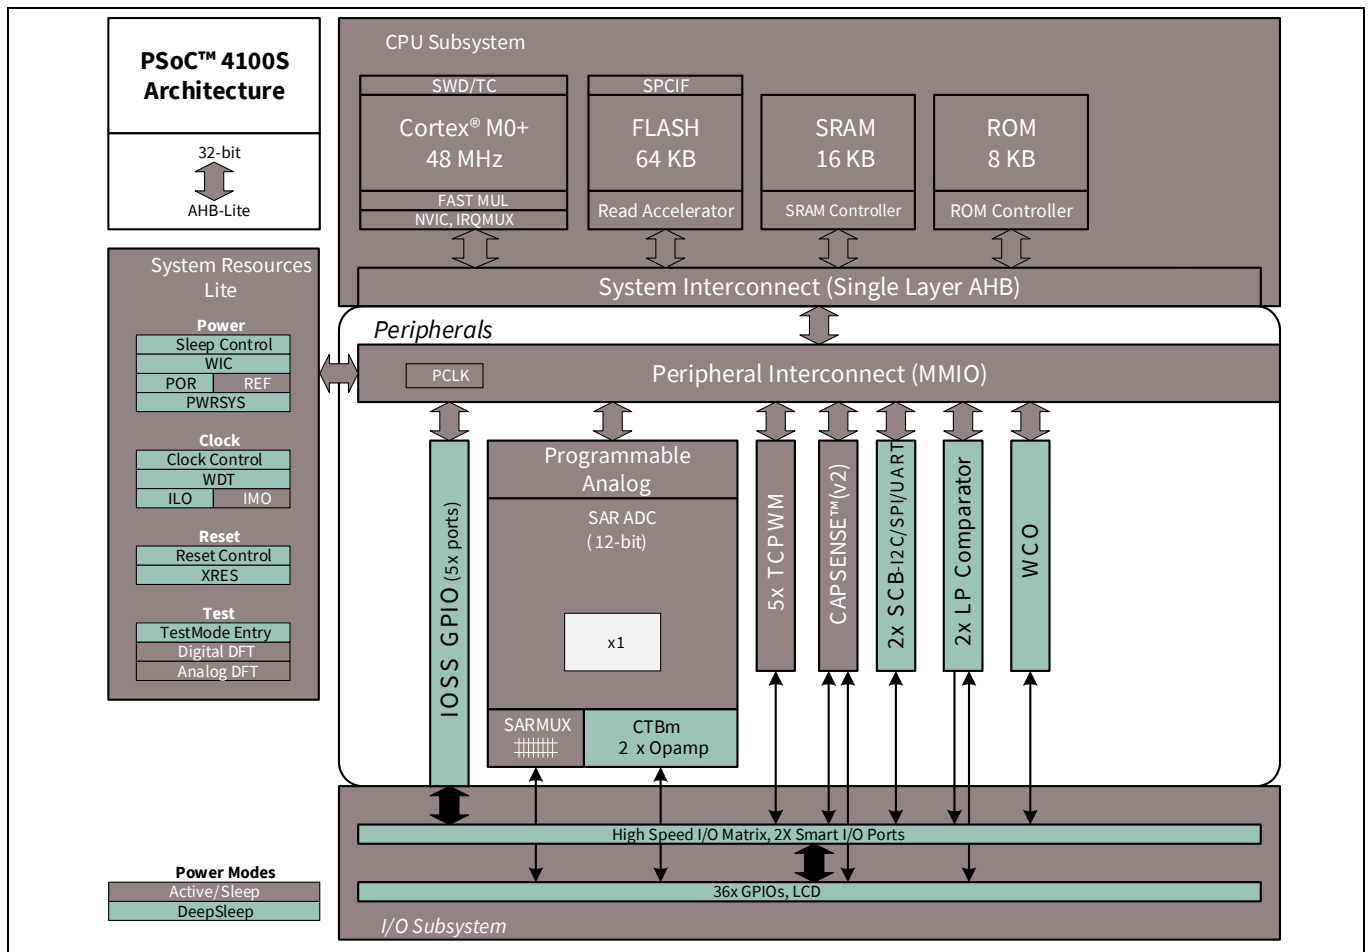 PSoC™ 4100S
Architecture
32-bit
AHB-Lite
CPU Subsystem
SWD/TC
Cortex® M0+
48 MHz
FAST MUL
NVIC, IRQMUX
SPCIF
FLASH
64 KB
Read Accelerator
SRAM
16 KB
SRAM Controller
ROM
8 KB
ROM Controller
System Interconnect (Single Layer AHB)
System Resources
Lite
Power
Sleep Control
WIC
POR
REF
PWRSYS
Clock
Clock Control
WDT
ILO
IMO
Reset
Reset Control
XRES
Test
TestMode Entry
Digital DFT
Analog DFT
Peripherals
PCLK
Peripheral Interconnect (MMIO)
IOSS GPIO (5x ports)
Programmable
Analog
SAR ADC
( 12-bit)
x1
SARMUX
CTBm
2 x Opamp
5x TCPWM
CAPSENSE™(v2)
2x SCB-I2C/SPI/UART
2x LP Comparator
WCO
High Speed I/O Matrix, 2X Smart I/O Ports
36x GPIOs, LCD
I/O Subsystem
Power Modes
Active/Sleep
DeepSleep